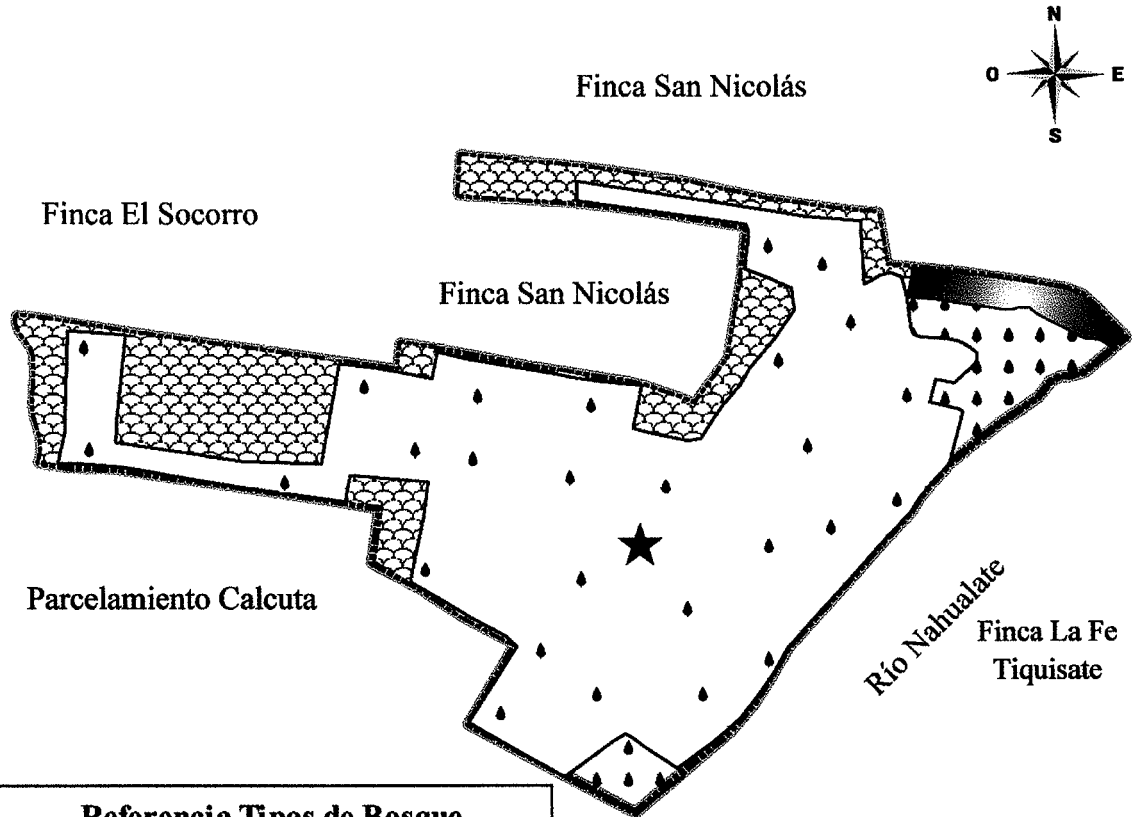 N
O
E
S
Finca San Nicolás
Finca El Socorro
Finca San Nicolás
Parcelamiento Calcuta
Río Nahualate
Finca La Fe
Tiquisate
Referencia Tipos de Bosque